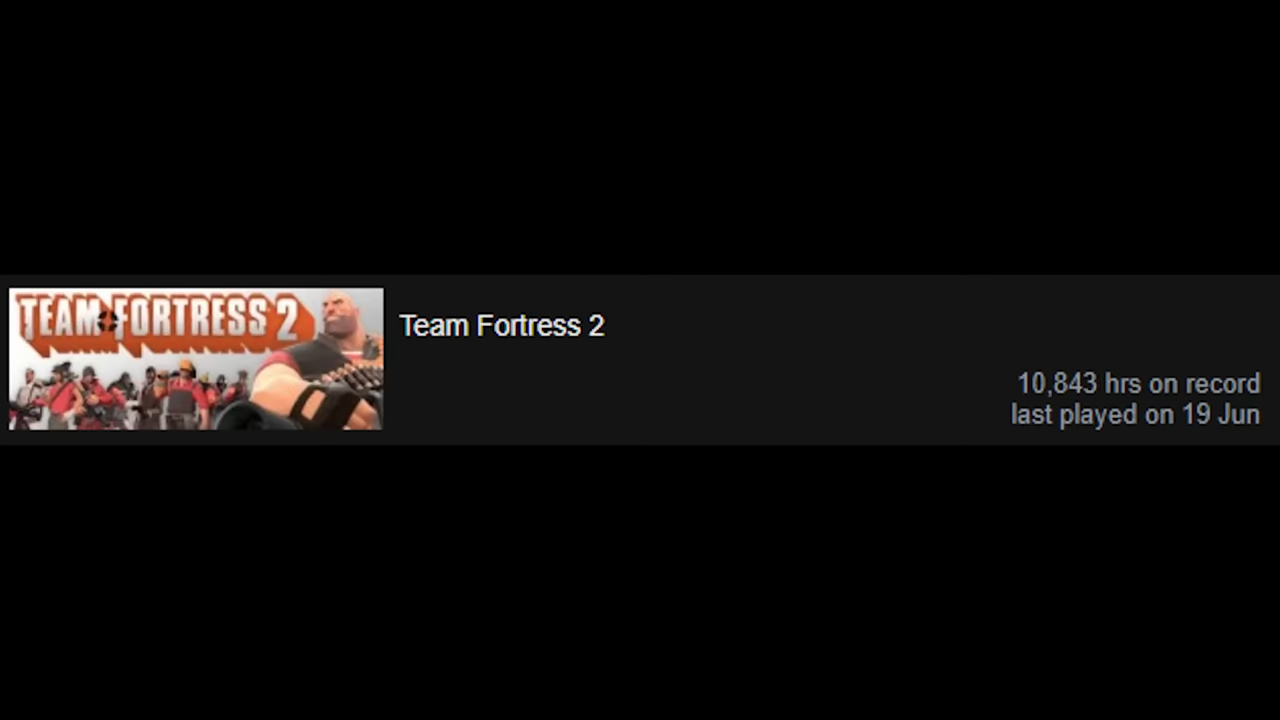 TEAM FORTRESS 2
Team Fortress 2
10,843 hrs on record
last played on 19 Jun